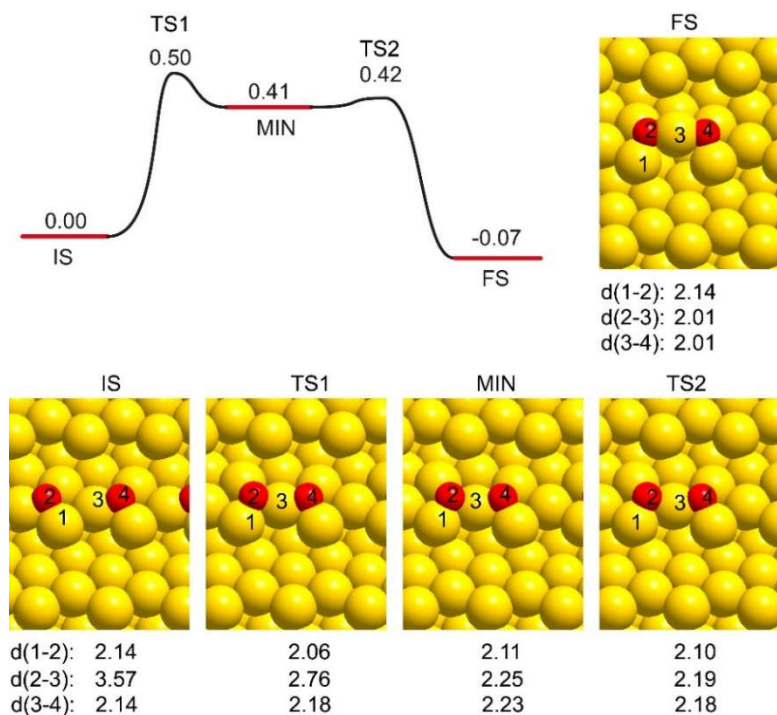 TS1
0.50
0.41
MIN
TS2
0.42
0.00
IS
-0.07
FS
FS
2 3 4
1
d(1-2): 2.14
d(2-3): 2.01
d(3-4): 2.01
IS TS1 MIN TS2
2 3 4 2 3 4 2 3 4 2 3 4
1 1 1 1
d(1-2): 2.14 2.06 2.11 2.10
d(2-3): 3.57 2.76 2.25 2.19
d(3-4): 2.14 2.18 2.23 2.18